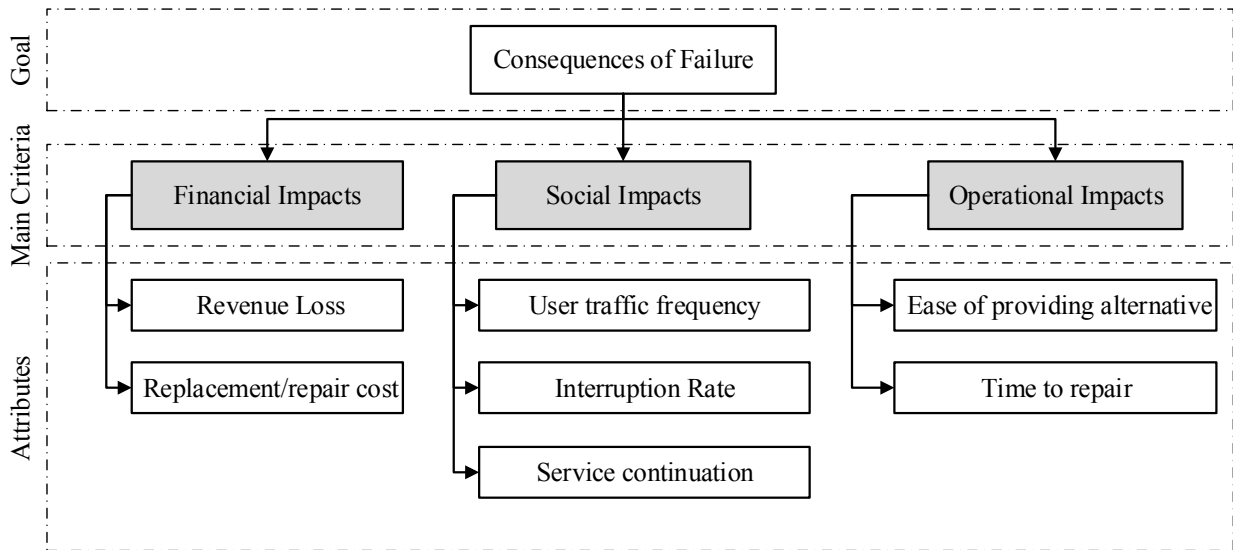 Goal
Consequences of Failure
Main Criteria
Financial Impacts
Social Impacts
Operational Impacts
Attributes
Revenue Loss
User traffic frequency
Ease of providing alternative
Replacement/repair cost
Interruption Rate
Time to repair
Service continuation